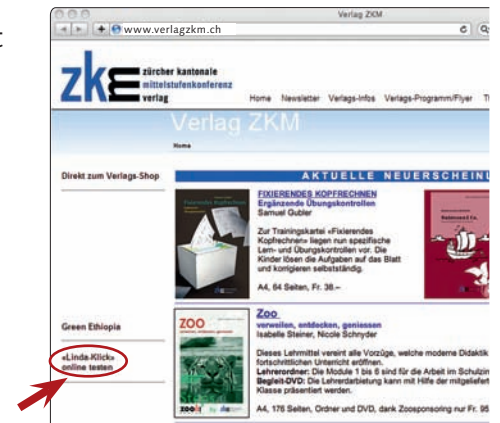 t
Verlag ZKM
www.verlagzkm.ch
zkm
zürcher kantonale
mittelstufenkonferenz
verlag
Home Newsletter Verlags-Infos Verlags-Programm/Flyer
Verlag ZKM
Home
Direkt zum Verlags-Shop
AKTUELLE NEUERSCHEINU
FIXIERENDES KOPFRECHNEN
Ergänzende Übungskontrollen
Samuel Gubler
Zur Trainingskartei «Fixierendes
Kopfrechnen» liegen nun spezifische
Lern- und Übungskontrollen vor. Die
Kinder lösen die Aufgaben auf das Blatt
und korrigieren selbstständig.
A4, 64 Seiten, Fr. 38.–
Fixierendes Kopfrechnen
Green Ethiopia
«Linda-Klick»
online testen
ZOO
Zoo
verweilen, entdecken, geniessen
Isabelle Steiner, Nicole Schnyder
Dieses Lehrmittel vereint alle Vorzüge, welche moderne Didaktik
fortschrittlichen Unterricht eröffnen.
Lehrerordner: Die Module 1 bis 6 sind für die Arbeit im Schulzim
Begleit-DVD: Die Lehrerdarbietung kann mit Hilfe der mitgeliefert
Klasse präsentiert werden.
A4, 176 Seiten, Ordner und DVD, dank Zoosponsoring nur Fr. 95